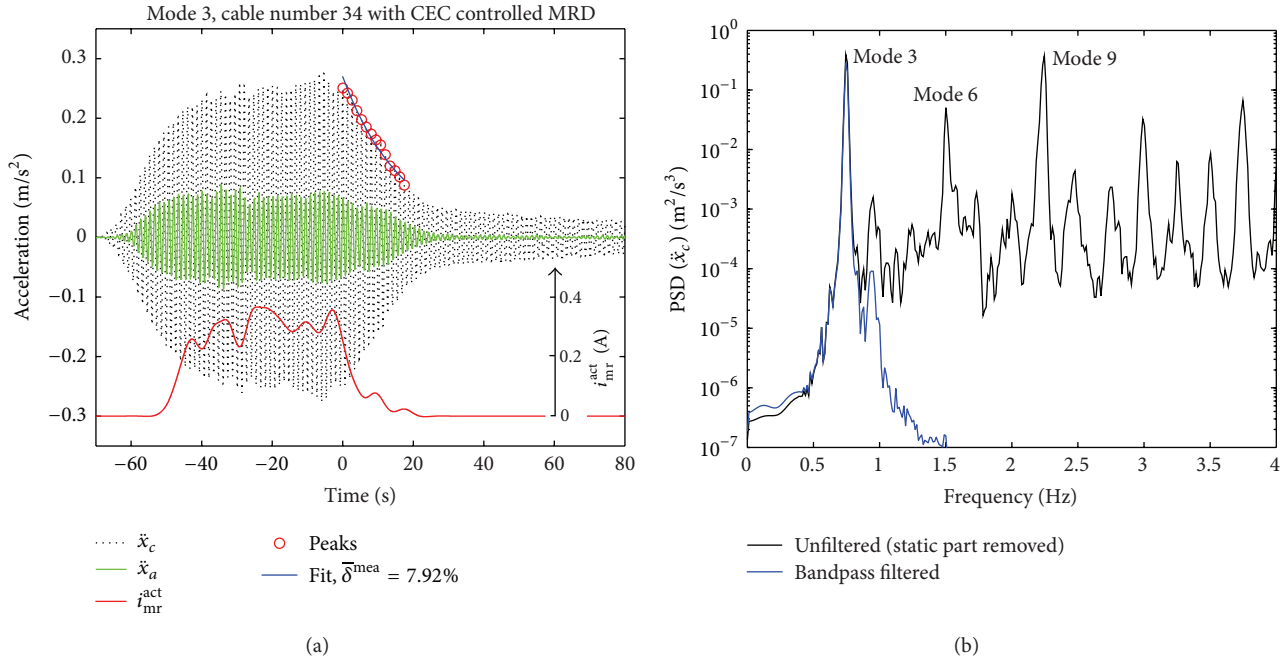 Mode 3, cable number 34 with CEC controlled MRD
Acceleration (m/s²)
0.3
0.2
0.1
0
−0.1
−0.2
−0.3
0.4
0.2
0
i_mr^act (A)
−60 −40 −20 0 20 40 60 80
Time (s)
ẍ_c
ẍ_a
i_mr^act
Peaks
Fit, δ̅^mea = 7.92%
(a)
PSD (ẍ_c) (m²/s³)
10⁰
10⁻¹
10⁻²
10⁻³
10⁻⁴
10⁻⁵
10⁻⁶
10⁻⁷
Mode 3
Mode 6
Mode 9
0 0.5 1 1.5 2 2.5 3 3.5 4
Frequency (Hz)
Unfiltered (static part removed)
Bandpass filtered
(b)